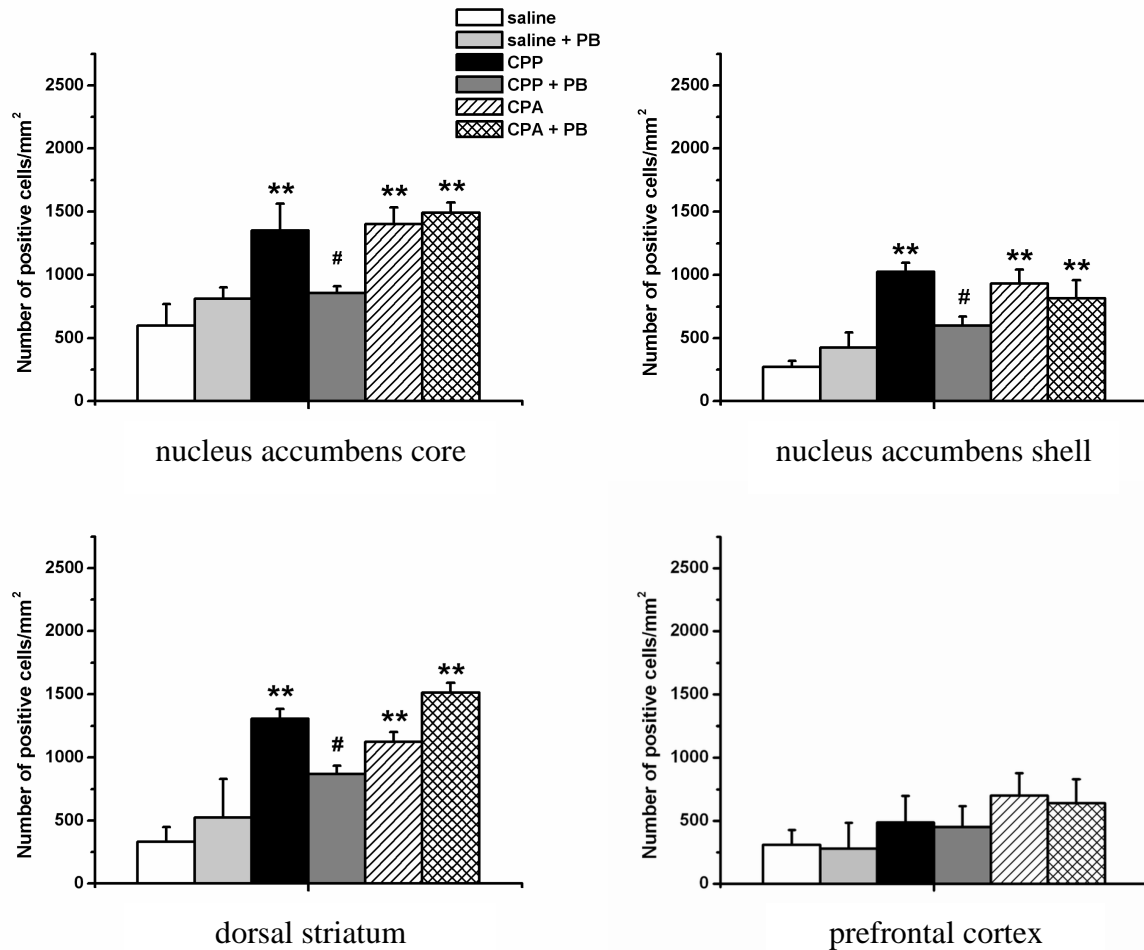 saline
saline + PB
CPP
CPP + PB
CPA
CPA + PB
Number of positive cells/mm²
2500
2000
1500
1000
500
0
**
#
**
**
nucleus accumbens core
Number of positive cells/mm²
2500
2000
1500
1000
500
0
**
#
**
**
nucleus accumbens shell
Number of positive cells/mm²
2500
2000
1500
1000
500
0
**
#
**
**
dorsal striatum
Number of positive cells/mm²
2500
2000
1500
1000
500
0
prefrontal cortex